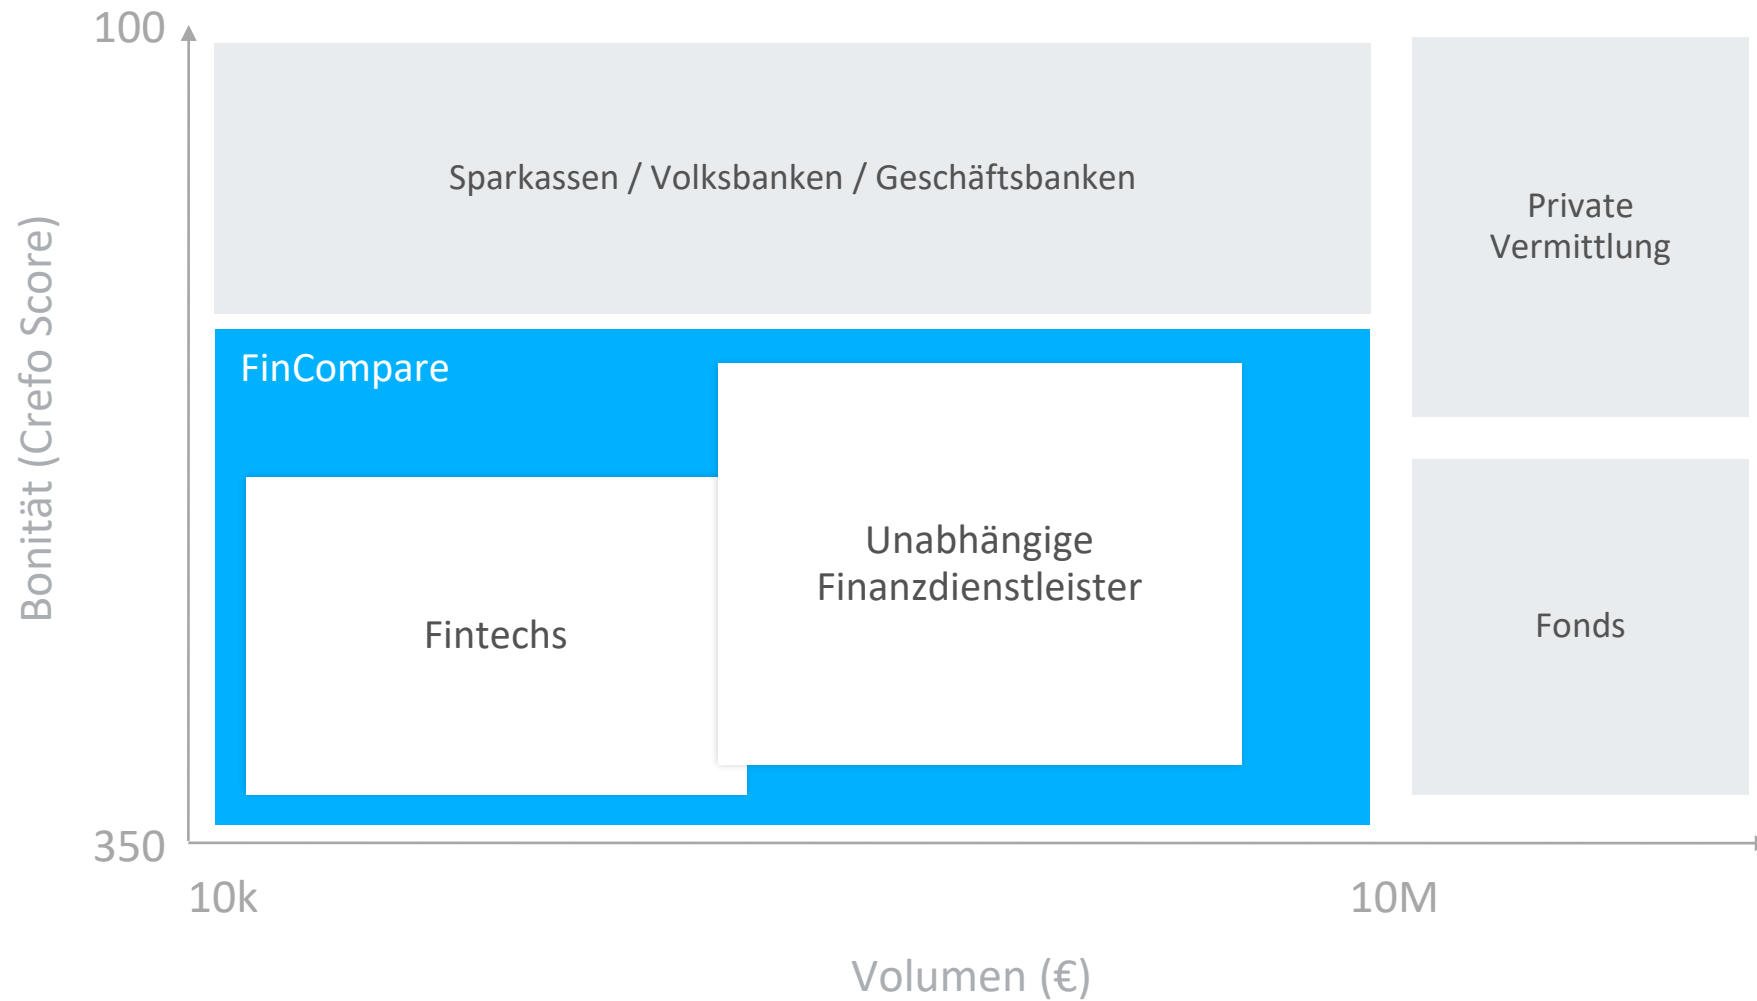 100
Sparkassen / Volksbanken / Geschäftsbanken
Private
Vermittlung
Bonität (Crefo Score)
FinCompare
Unabhängige
Finanzdienstleister
Fintechs
Fonds
350
10k
10M
Volumen (€)